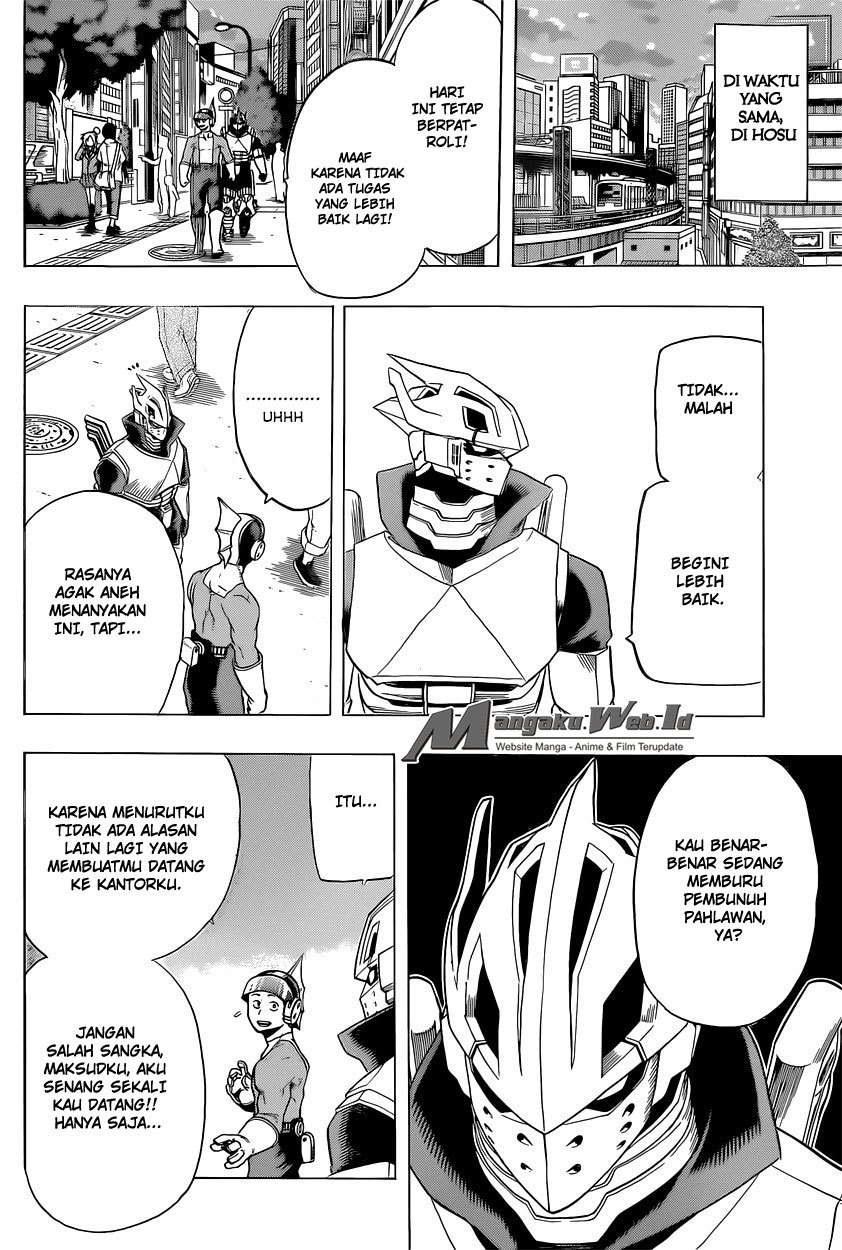 DI WAKTU
YANG
SAMA,
DI HOSU
HARI
INI TETAP
BERPAT-
ROLI!
MAAF
KARENA TIDAK
ADA TUGAS
YANG LEBIH
BAIK LAGI!
TIDAK...
MALAH
BEGINI
LEBIH
BAIK.
...............
UHHH
RASANYA
AGAK ANEH
MENANYAKAN
INI, TAPI...
Mangaku.Web.Id
Website Manga - Anime & Film Terupdate
KAU BENAR-
BENAR SEDANG
MEMBURU
PEMBUNUH
PAHLAWAN,
YA?
ITU...
KARENA MENURUTKU
TIDAK ADA ALASAN
LAIN LAGI YANG
MEMBUATMU DATANG
KE KANTORKU.
JANGAN
SALAH SANGKA,
MAKSUDKU, AKU
SENANG SEKALI
KAU DATANG!!
HANYA SAJA...